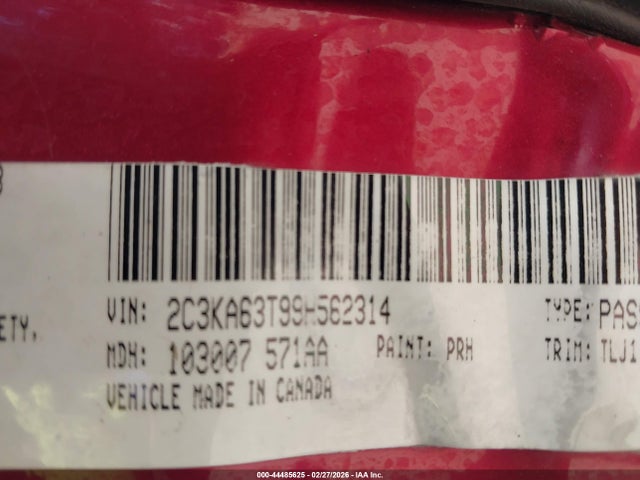 VIN: 2C3KA63T99H562314 TYPE: PASS
ETY,
MDH: 103007 571AA PAINT: PRH TRIM: TLJ1
VEHICLE MADE IN CANADA
(000-44485625 - 02/27/2026 - IAA Inc.